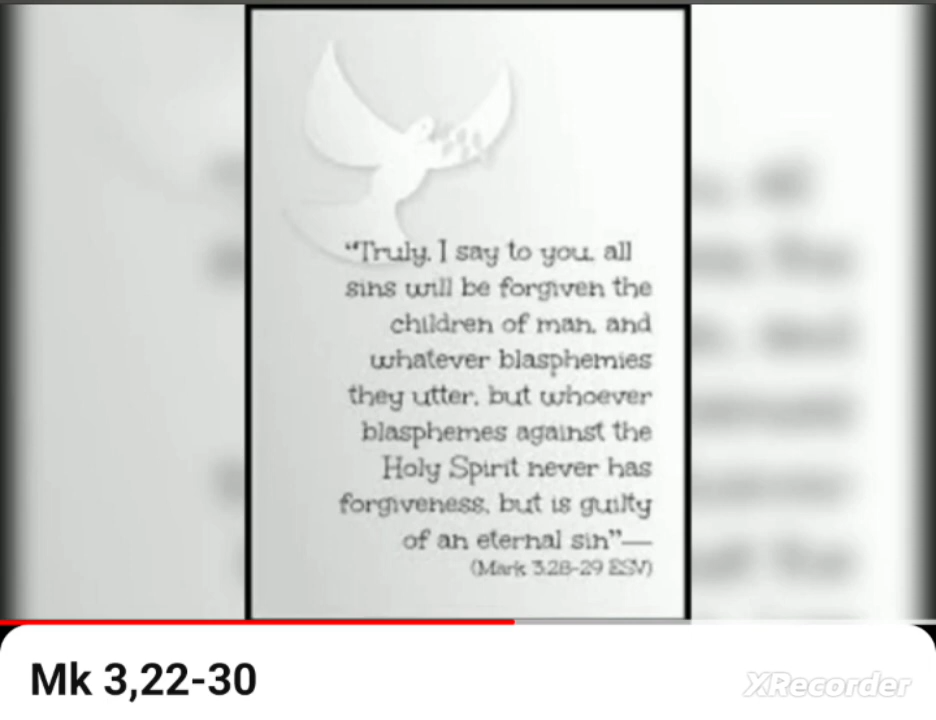 “Truly, I say to you, all
sins will be forgiven the
children of man, and
whatever blasphemies
they utter, but whoever
blasphemes against the
Holy Spirit never has
forgiveness, but is guilty
of an eternal sin”—
(Mark 3:28-29 ESV)
Mk 3,22-30
XRecorder